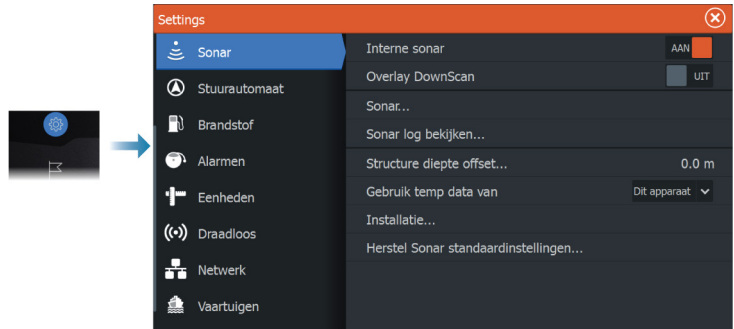 Settings
Sonar
Stuurautomaat
Brandstof
Alarmen
Eenheden
Draadloos
Netwerk
Vaartuigen
Interne sonar AAN
Overlay DownScan UIT
Sonar...
Sonar log bekijken...
Structure diepte offset... 0.0 m
Gebruik temp data van Dit apparaat
Installatie...
Herstel Sonar standaardinstellingen...